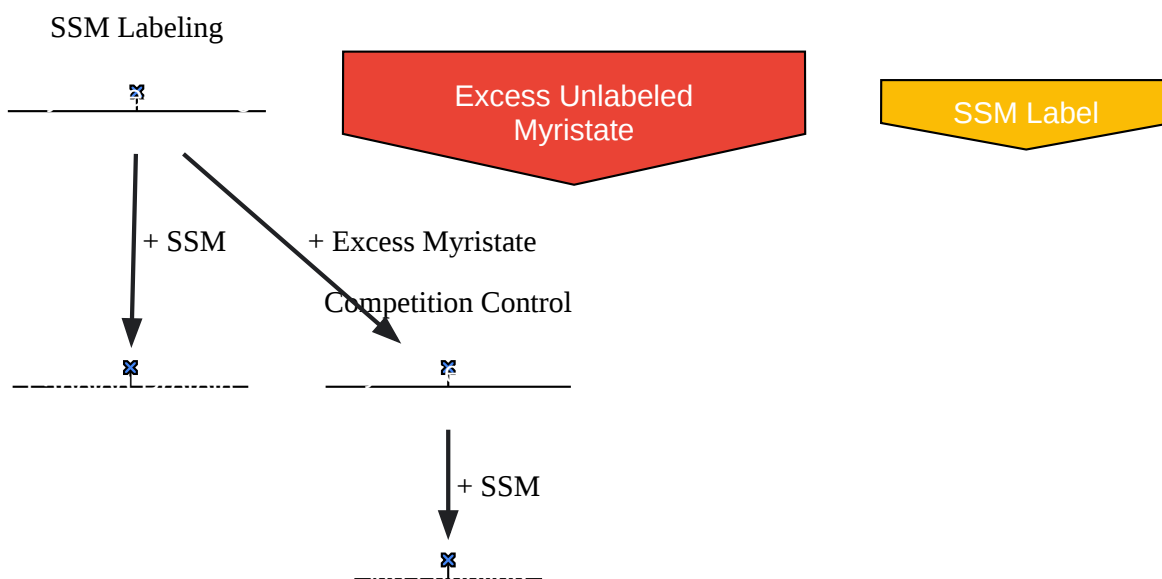 SSM Labeling
Excess Unlabeled
Myristate
SSM Label
+ SSM
+ Excess Myristate
Competition Control
+ SSM